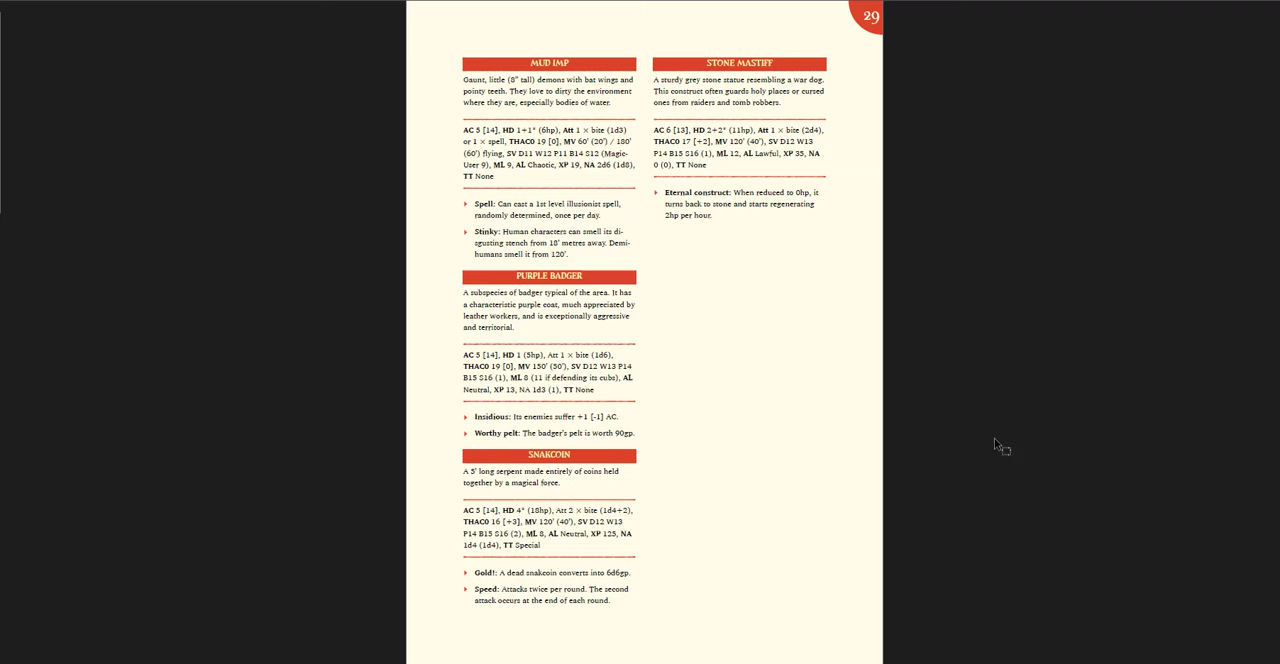 29
MUD IMP
Gaunt, little (8" tall) demons with bat wings and
pointy teeth. They love to dirty the environment
where they are, especially bodies of water.
AC 5 [14], HD 1+1* (6hp), Att 1 × bite (1d3)
or 1 × spell, THAC0 19 [0], MV 60' (20') / 180'
(60') flying, SV D11 W12 P11 B14 S12 (Magic-
User 9), ML 9, AL Chaotic, XP 19, NA 2d6 (1d8),
TT None
Spell: Can cast a 1st level illusionist spell,
randomly determined, once per day.
Stinky: Human characters can smell its di-
sgusting stench from 18' metres away. Demi-
humans smell it from 120'.
PURPLE BADGER
A subspecies of badger typical of the area. It has
a characteristic purple coat, much appreciated by
leather workers, and is exceptionally aggressive
and territorial.
AC 5 [14], HD 1 (5hp), Att 1 × bite (1d6),
THAC0 19 [0], MV 150' (50'), SV D12 W13 P14
B15 S16 (1), ML 8 (11 if defending its cubs), AL
Neutral, XP 13, NA 1d3 (1), TT None
Insidious: Its enemies suffer +1 [-1] AC.
Worthy pelt: The badger's pelt is worth 90gp.
SNAKCOIN
A 5' long serpent made entirely of coins held
together by a magical force.
AC 5 [14], HD 4* (18hp), Att 2 × bite (1d4+2),
THAC0 16 [+3], MV 120' (40'), SV D12 W13
P14 B15 S16 (2), ML 8, AL Neutral, XP 125, NA
1d4 (1d4), TT Special
Gold!: A dead snakcoin converts into 6d6gp.
Speed: Attacks twice per round. The second
attack occurs at the end of each round.
STONE MASTIFF
A sturdy grey stone statue resembling a war dog.
This construct often guards holy places or cursed
ones from raiders and tomb robbers.
AC 6 [13], HD 2+2* (11hp), Att 1 × bite (2d4),
THAC0 17 [+2], MV 120' (40'), SV D12 W13
P14 B15 S16 (1), ML 12, AL Lawful, XP 35, NA
0 (0), TT None
Eternal construct: When reduced to 0hp, it
turns back to stone and starts regenerating
2hp per hour.